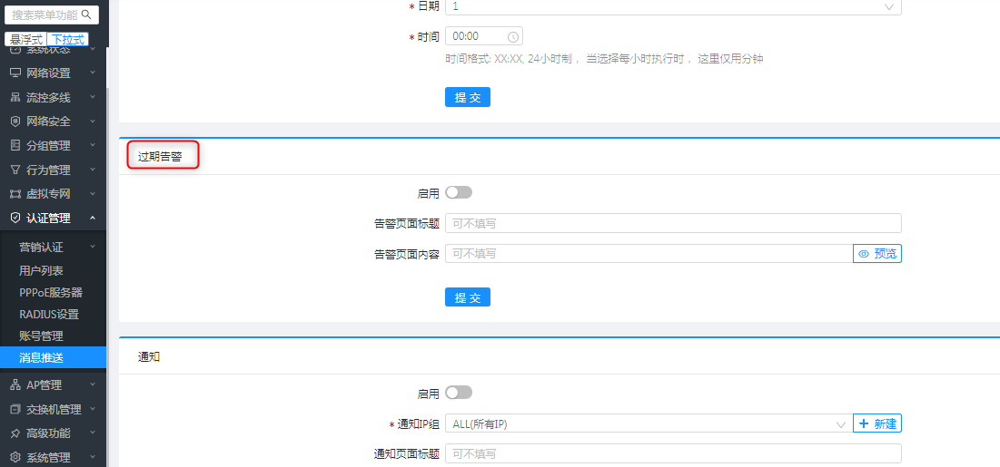 搜索菜单功能
悬浮式 下拉式
系统状态
网络设置
流控多线
网络安全
分组管理
行为管理
虚拟专网
认证管理
营销认证
用户列表
PPPoE服务器
RADIUS设置
账号管理
消息推送
AP管理
交换机管理
高级功能
系统管理
* 日期 1
* 时间 00:00
时间格式: XX:XX, 24小时制 ,  当选择每小时执行时 ,  这里仅用分钟
提 交
过期告警
启用
告警页面标题 可不填写
告警页面内容 可不填写 预览
提 交
通知
启用
* 通知IP组 ALL(所有IP) + 新建
通知页面标题 可不填写